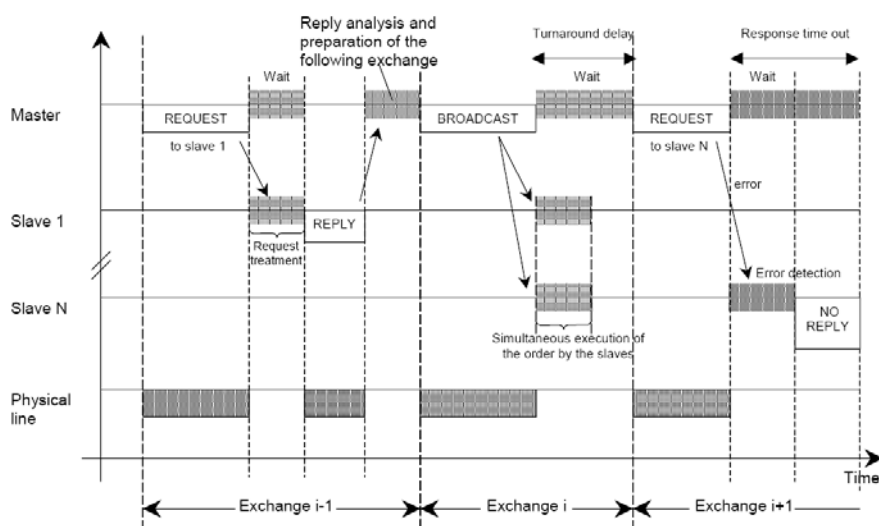 Reply analysis and
preparation of the
following exchange
Turnaround delay
Response time out
Wait
Wait
Wait
Master
REQUEST
BROADCAST
REQUEST
to slave 1
to slave N
error
Slave 1
REPLY
Request
treatment
Error detection
Slave N
NO
REPLY
Simultaneous execution of
the order by the slaves
Physical
line
Time
Exchange i-1
Exchange i
Exchange i+1